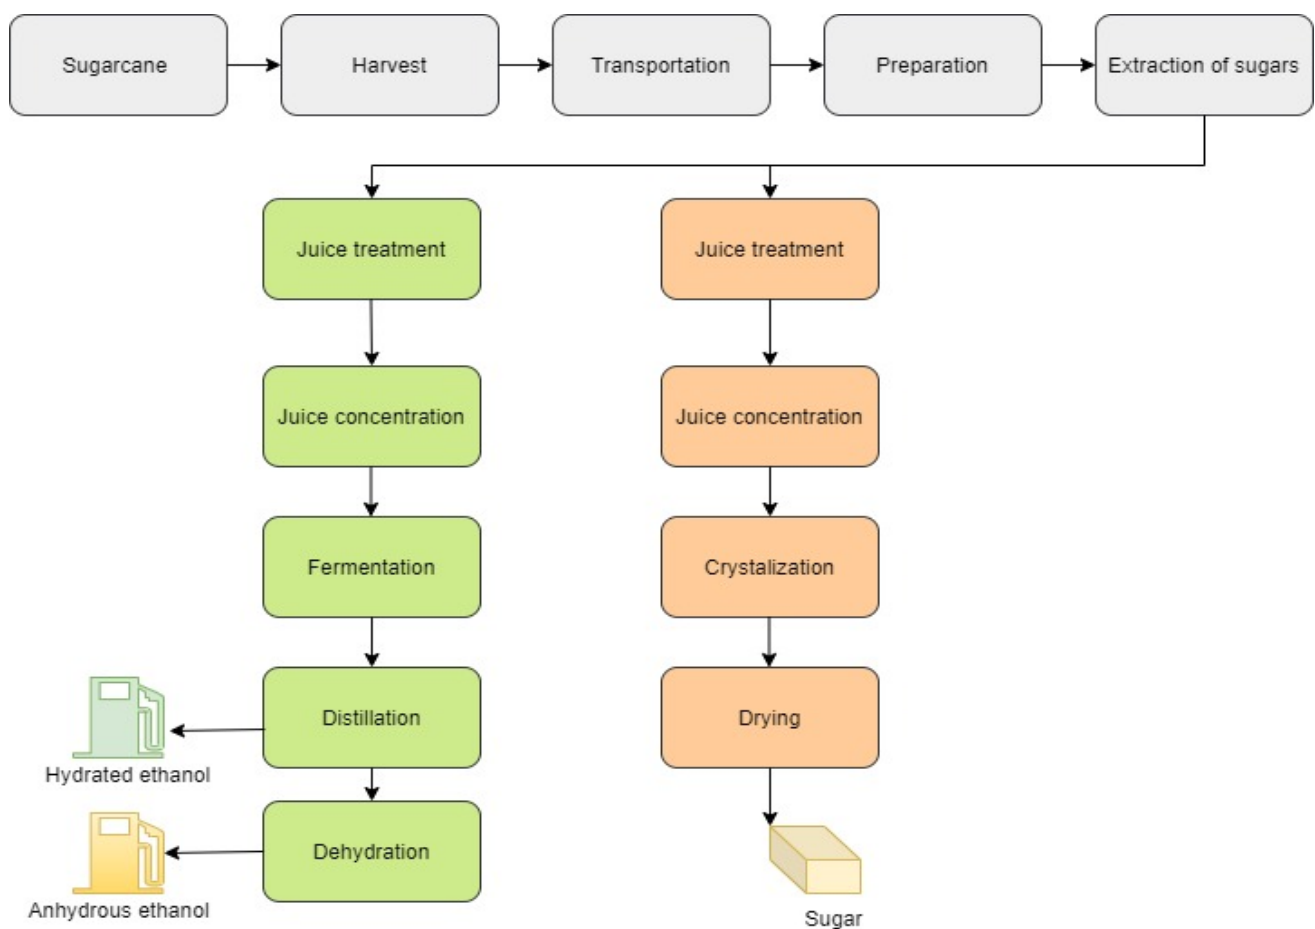 Sugarcane
Harvest
Transportation
Preparation
Extraction of sugars
Juice treatment
Juice treatment
Juice concentration
Juice concentration
Fermentation
Crystalization
Distillation
Drying
Hydrated ethanol
Dehydration
Anhydrous ethanol
Sugar